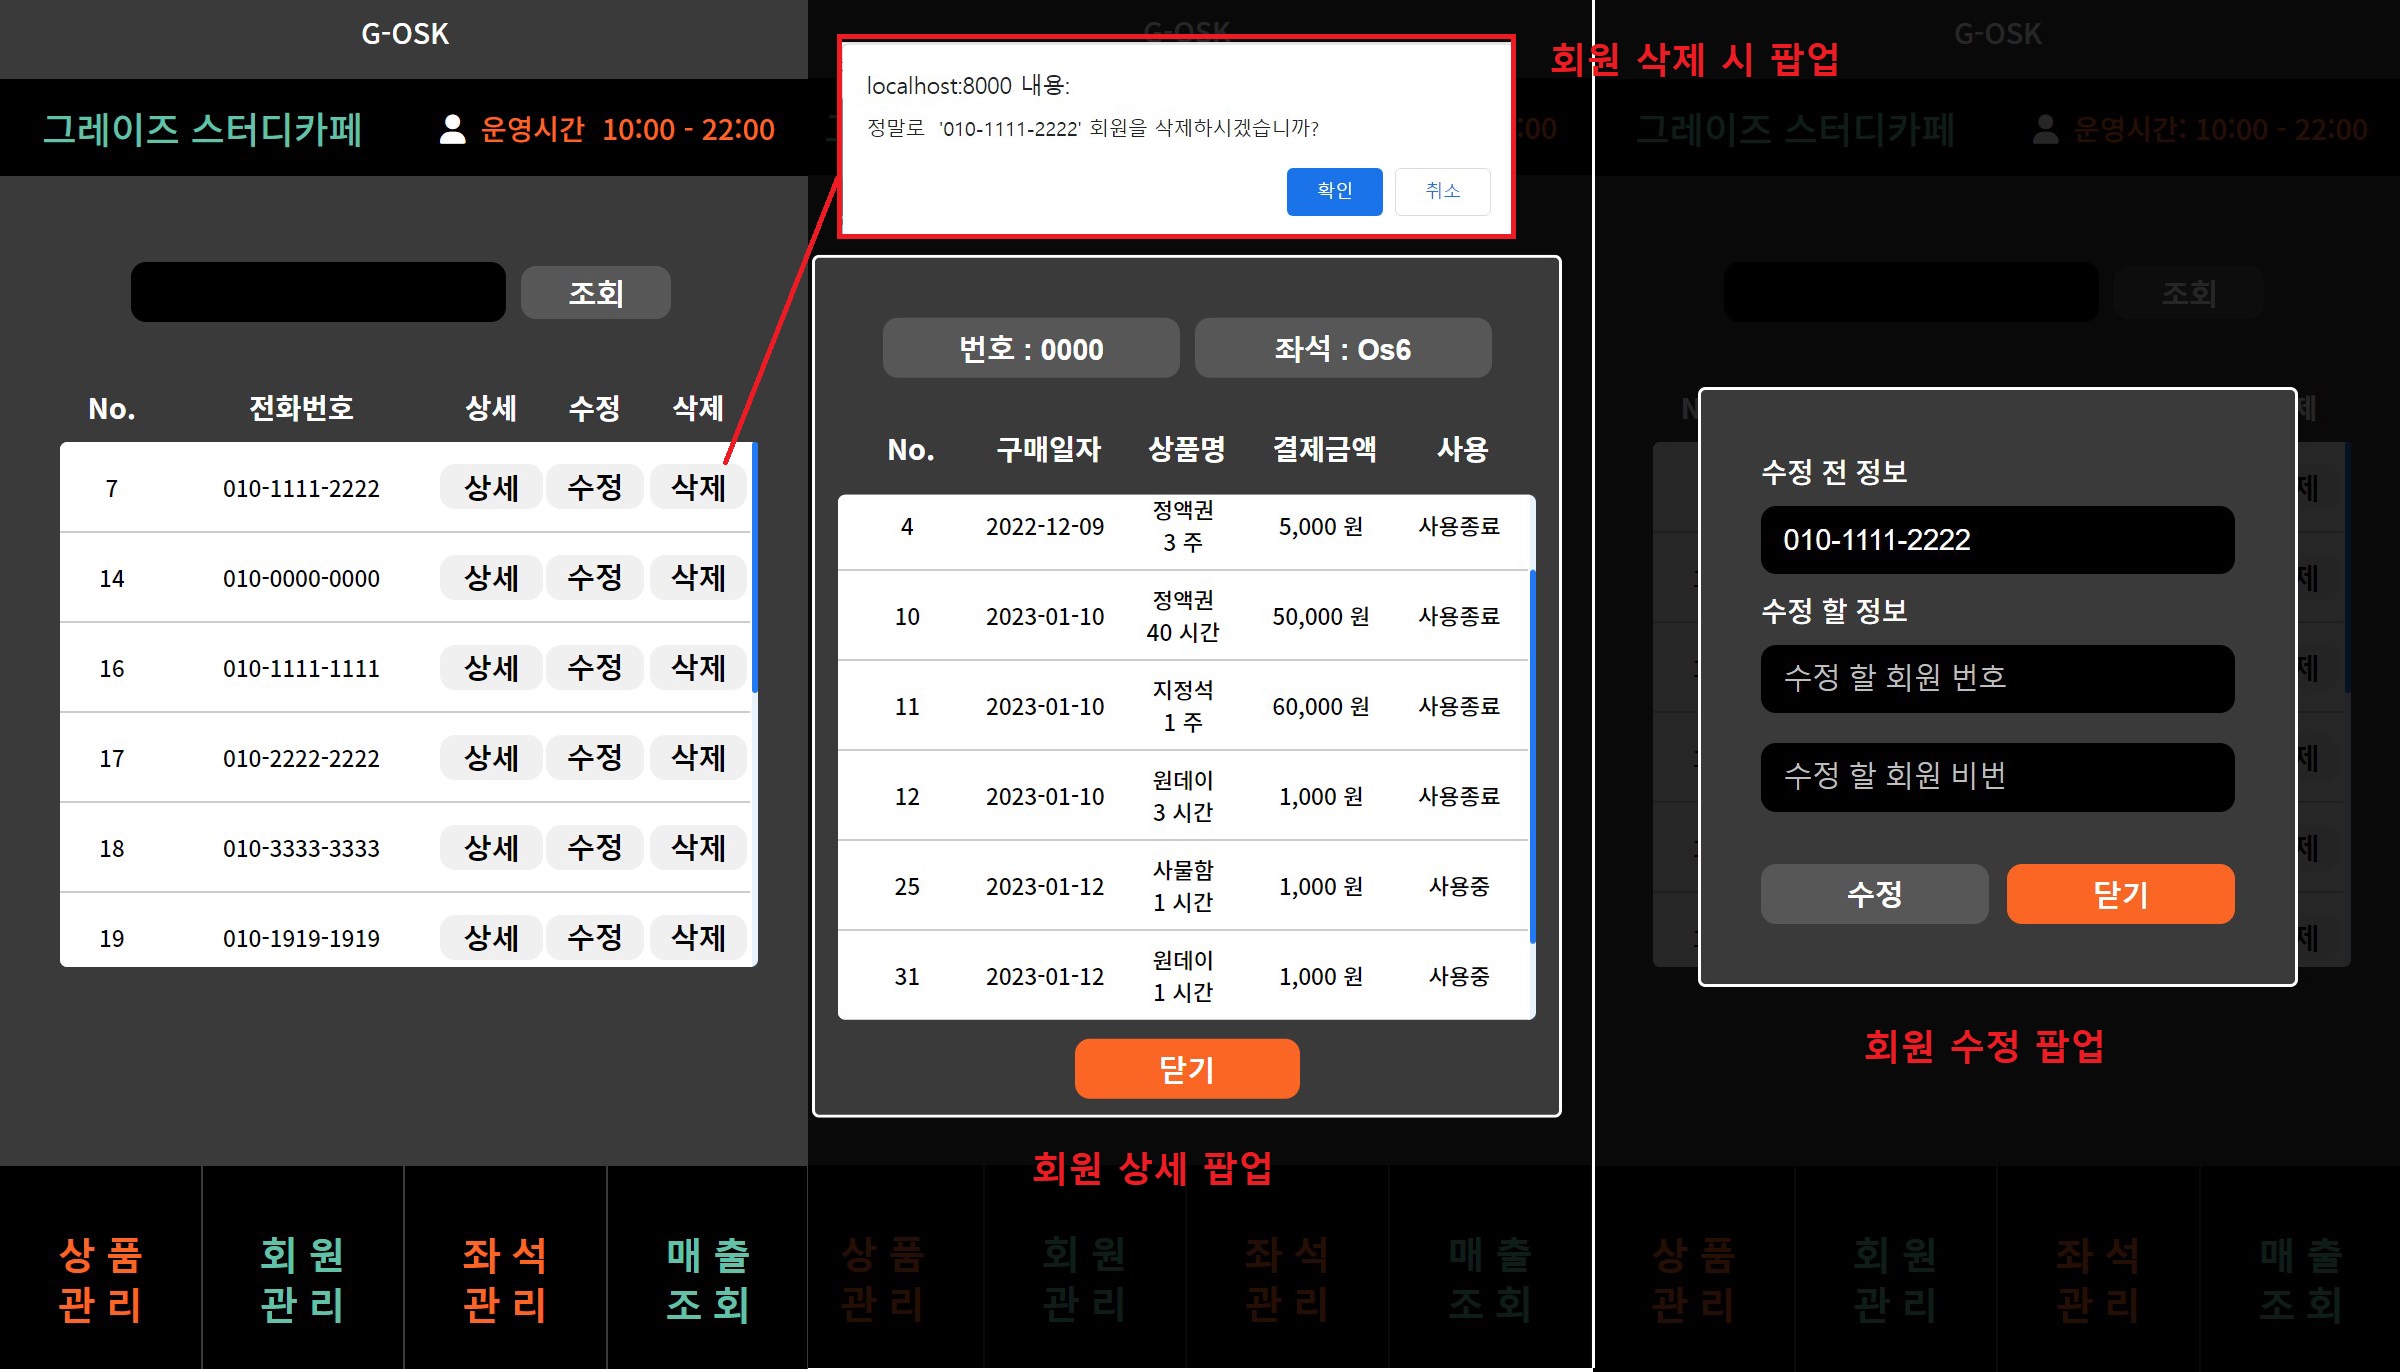 G-OSK
그레이즈 스터디카페
운영시간 10:00 - 22:00
조회
No. 전화번호 상세 수정 삭제
7 010-1111-2222 상세 수정 삭제
14 010-0000-0000 상세 수정 삭제
16 010-1111-1111 상세 수정 삭제
17 010-2222-2222 상세 수정 삭제
18 010-3333-3333 상세 수정 삭제
19 010-1919-1919 상세 수정 삭제
상 품 회 원 좌 석 매 출
관 리 관 리 관 리 조 회
G-OSK
:00
localhost:8000 내용:
정말로 '010-1111-2222' 회원을 삭제하시겠습니까?
확인 취소
회원 삭제 시 팝업
번호 : 0000 좌석 : Os6
No. 구매일자 상품명 결제금액 사용
4 2022-12-09 정액권 3 주 5,000 원 사용종료
10 2023-01-10 정액권 40 시간 50,000 원 사용종료
11 2023-01-10 지정석 1 주 60,000 원 사용종료
12 2023-01-10 원데이 3 시간 1,000 원 사용종료
25 2023-01-12 사물함 1 시간 1,000 원 사용중
31 2023-01-12 원데이 1 시간 1,000 원 사용중
닫기
회원 상세 팝업
상 품 회 원 좌 석 매 출
관 리 관 리 관 리 조 회
G-OSK
그레이즈 스터디카페
운영시간: 10:00 - 22:00
조회
수정 전 정보
010-1111-2222
수정 할 정보
수정 할 회원 번호
수정 할 회원 비번
수정 닫기
회원 수정 팝업
상 품 회 원 좌 석 매 출
관 리 관 리 관 리 조 회